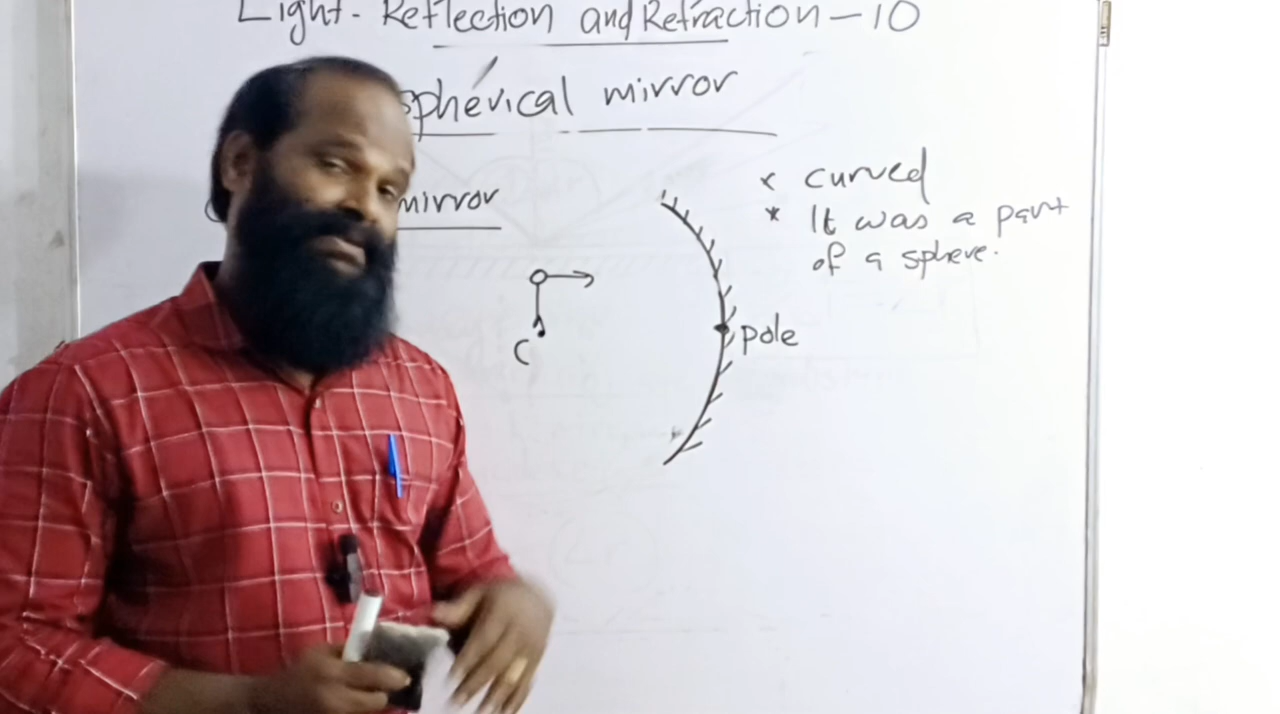 Light - Reflection and Refraction - 10
spherical mirror
mirror
* curved
* It was a part
of a sphere.
C
pole